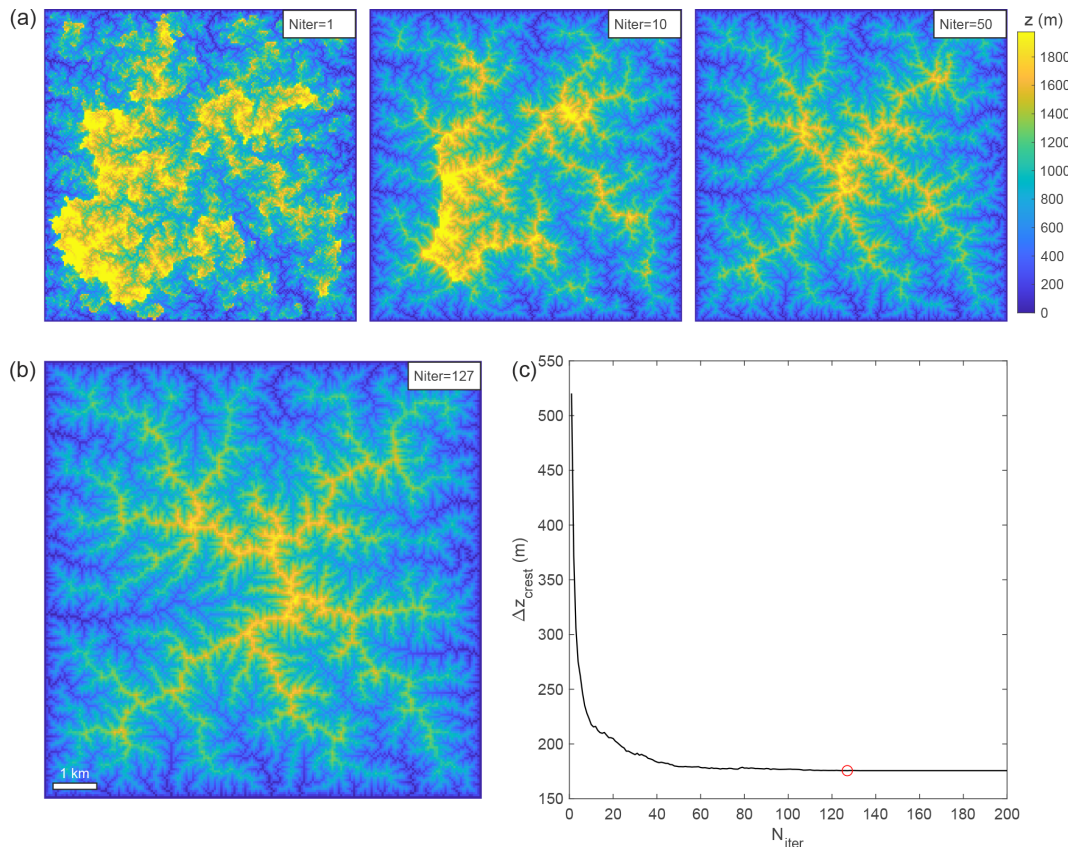 (a)
Niter=1
Niter=10
Niter=50
z (m)
1800
1600
1400
1200
1000
800
600
400
200
0
(b)
Niter=127
1 km
(c)
550
500
450
400
350
300
250
200
150
Δz_crest (m)
0 20 40 60 80 100 120 140 160 180 200
N_iter